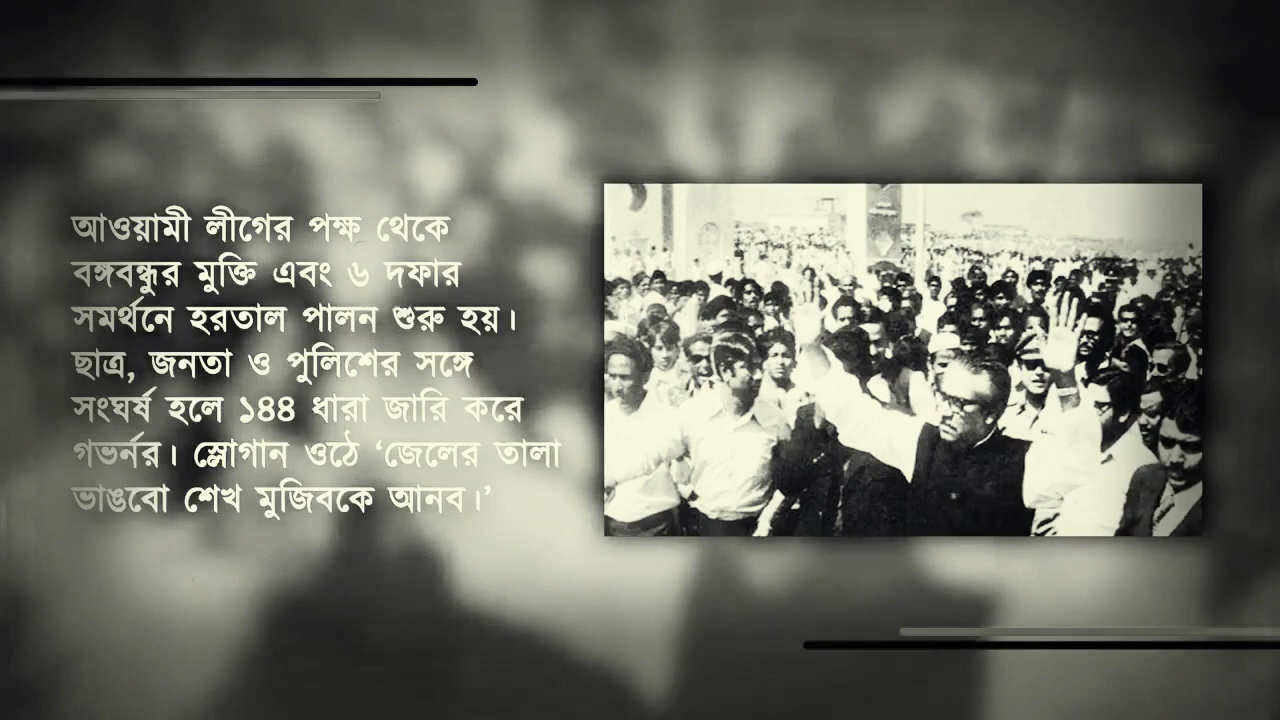 আওয়ামী লীগের পক্ষ থেকে
বঙ্গবন্ধুর মুক্তি এবং ৬ দফার
সমর্থনে হরতাল পালন শুরু হয়।
ছাত্র, জনতা ও পুলিশের সঙ্গে
সংঘর্ষ হলে ১৪৪ ধারা জারি করে
গভর্নর। স্লোগান ওঠে ‘জেলের তালা
ভাঙবো শেখ মুজিবকে আনব।’